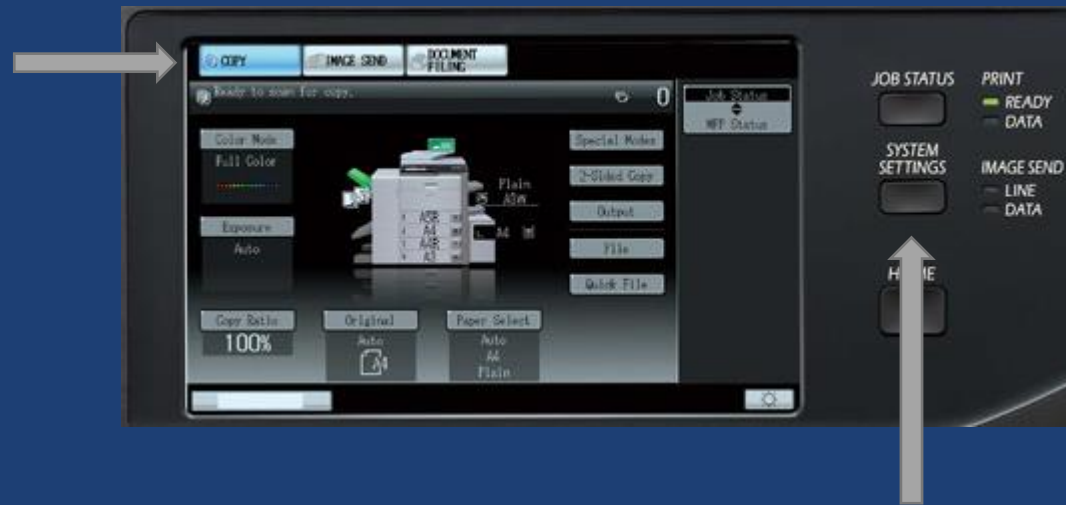 COPY
IMAGE SEND
DOCUMENT
FILING
Ready to scan for copy.
0
Job Status
MFP Status
Color Mode
Full Color
Exposure
Auto
Copy Ratio
100%
Original
Auto
A4
Paper Select
Auto
A4
Plain
Plain
A5R
A4
A4R
A3
A4
Special Modes
2-Sided Copy
Output
File
Quick File
JOB STATUS
SYSTEM
SETTINGS
PRINT
READY
DATA
IMAGE SEND
LINE
DATA